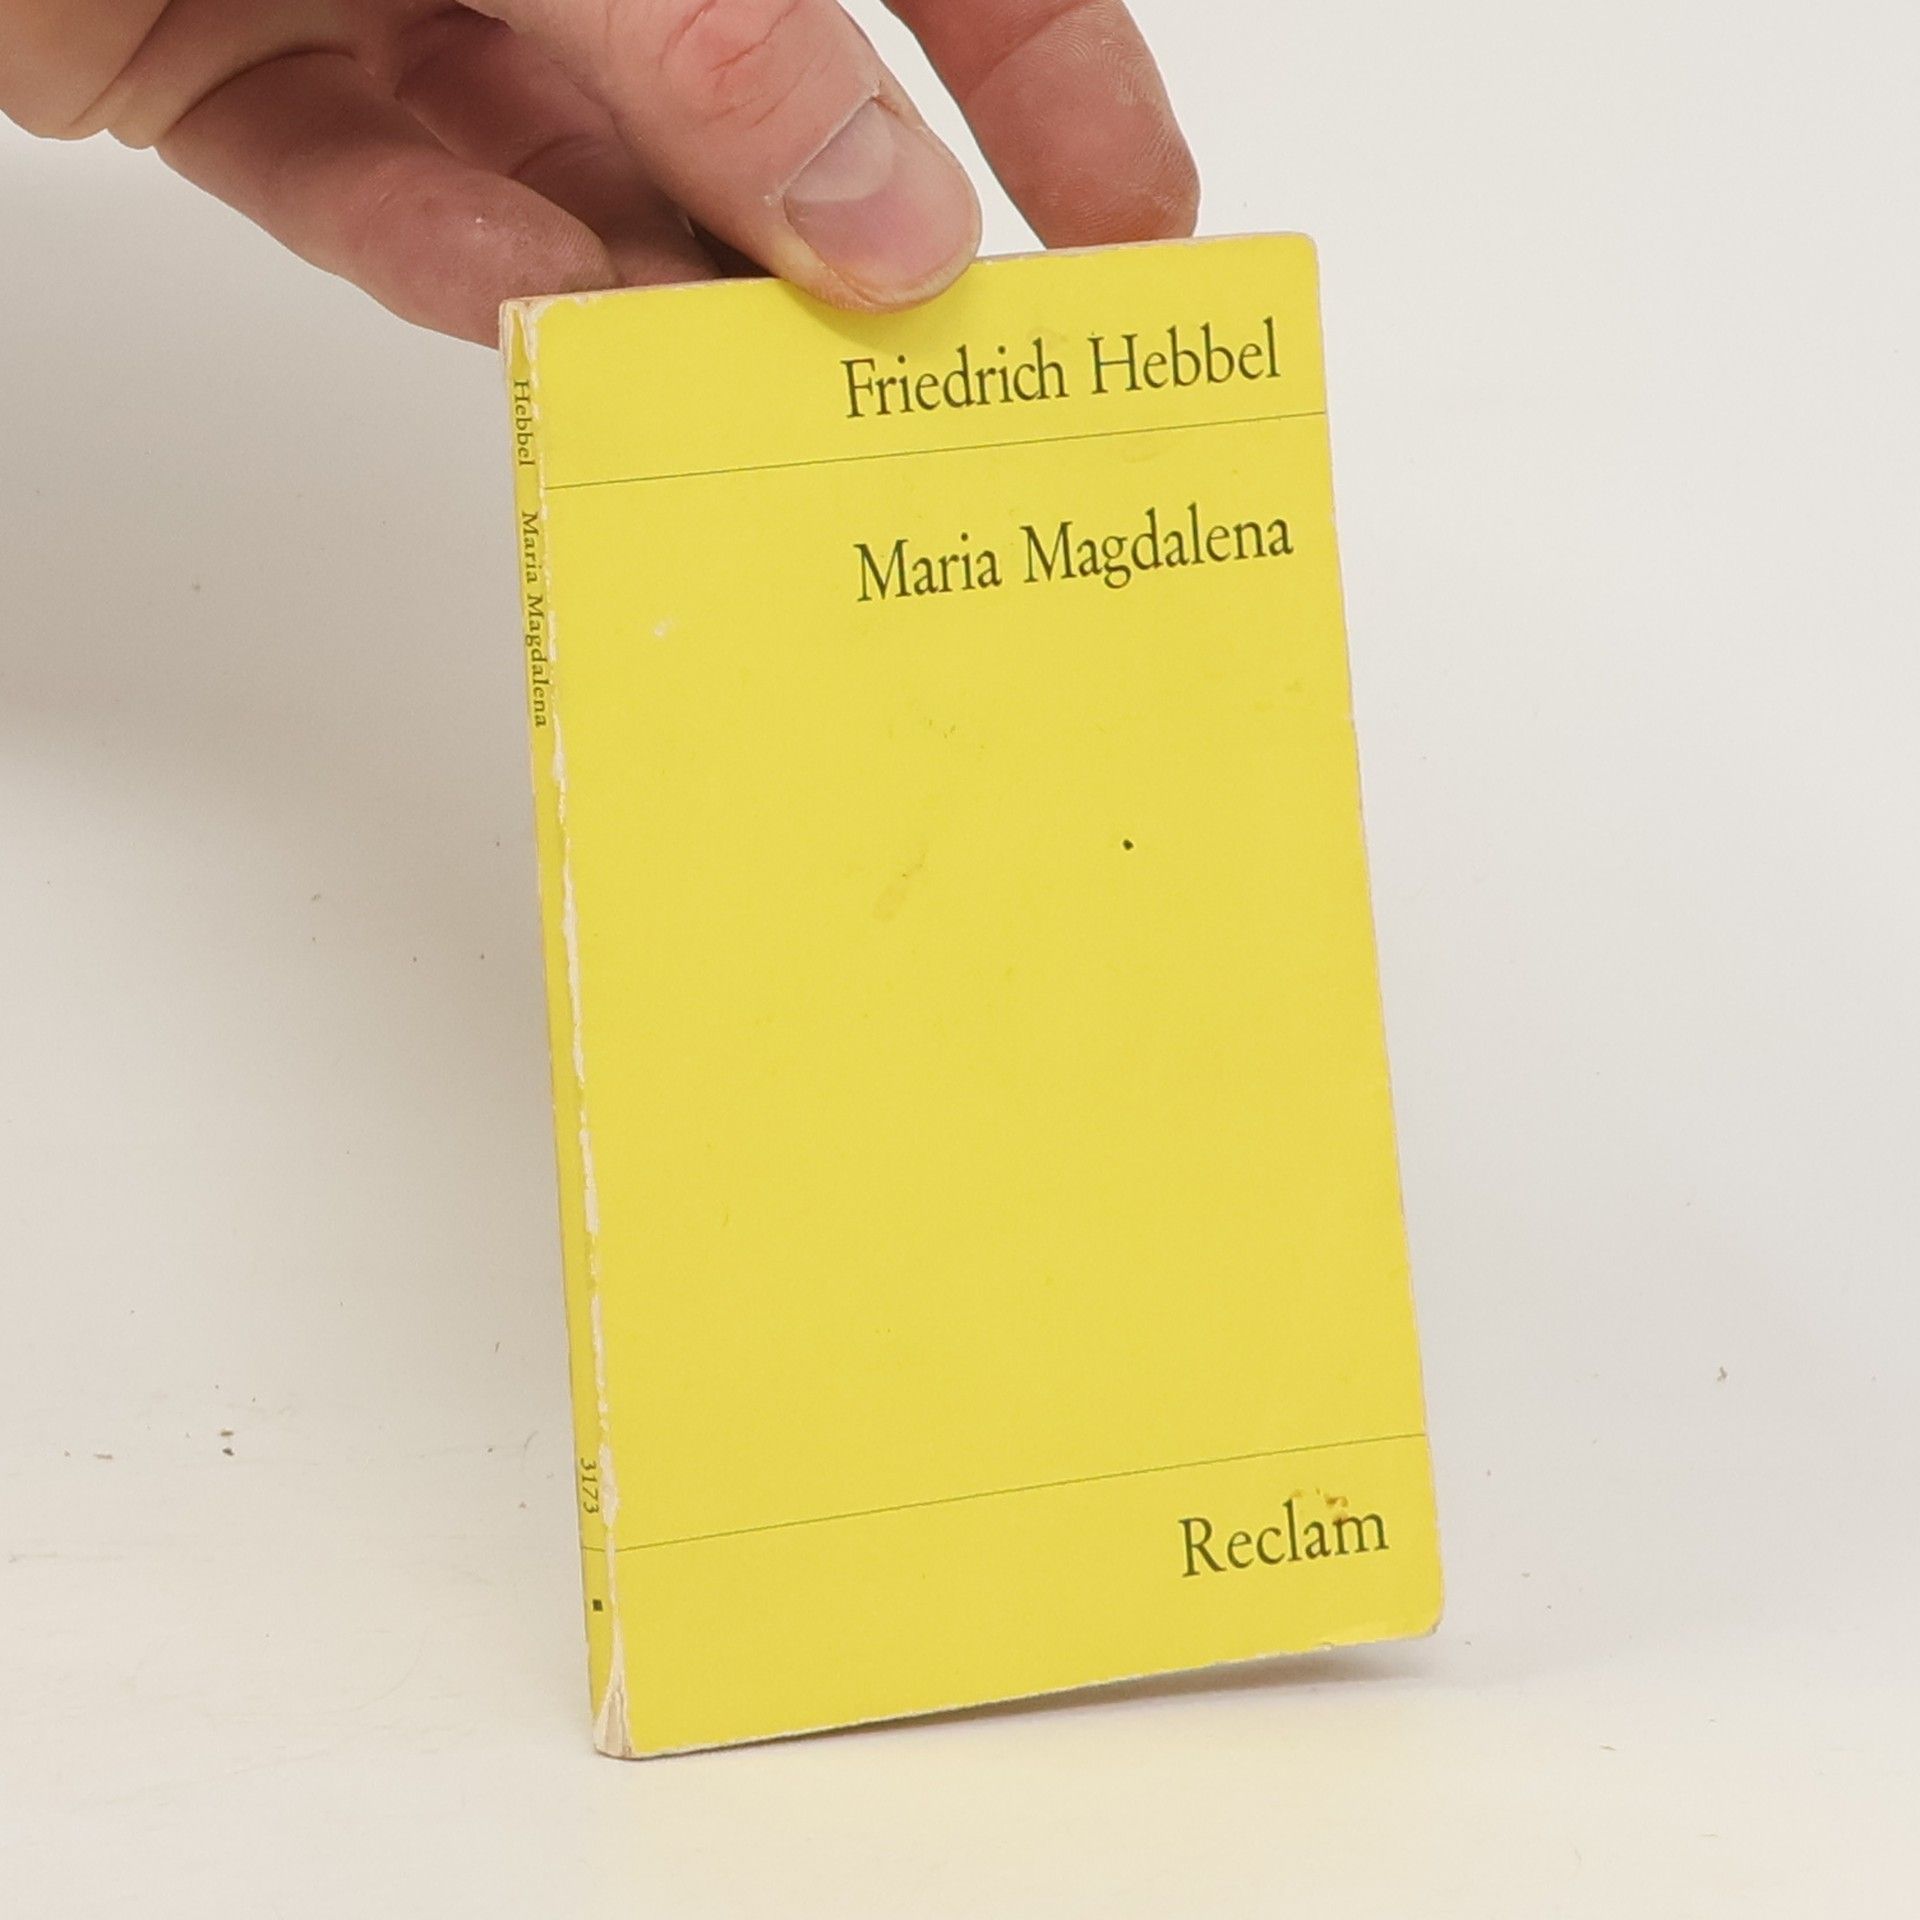 Friedrich Hebbel
Maria Magdalena
Reclam
Hebbel Maria Magdalena
3173